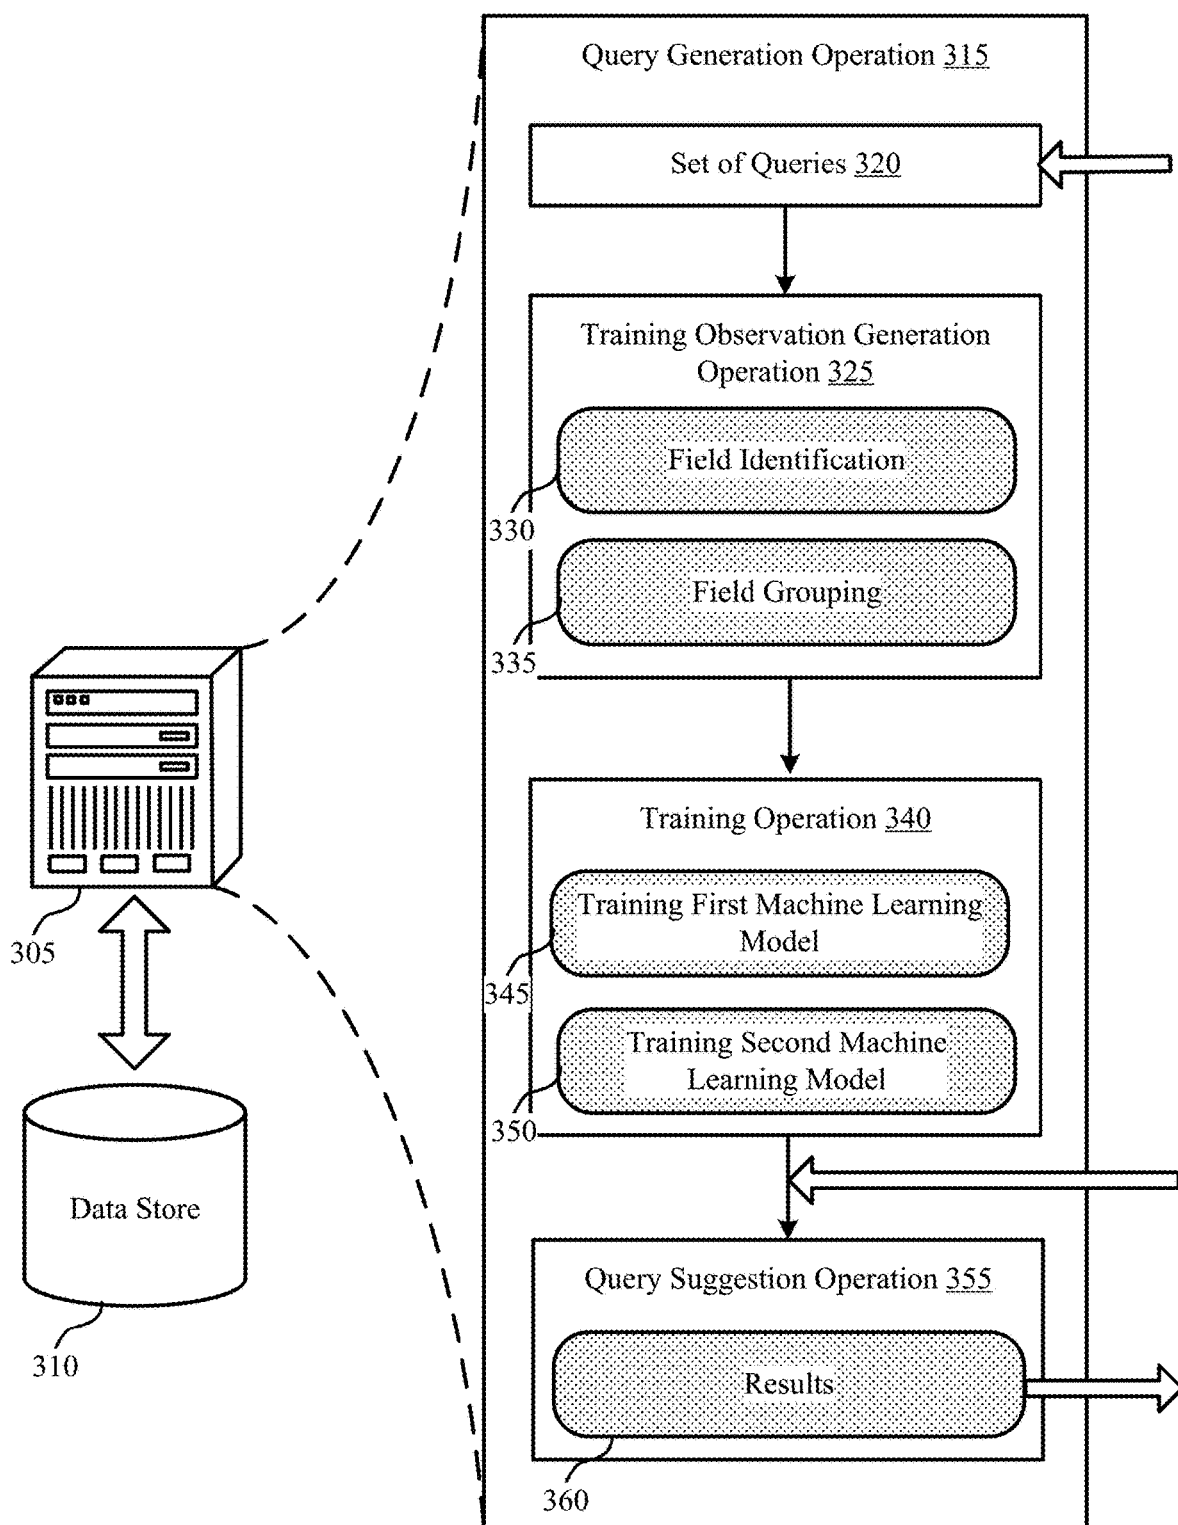 Query Generation Operation 315
Set of Queries 320
Training Observation Generation
Operation 325
Field Identification
330
Field Grouping
335
Training Operation 340
Training First Machine Learning
Model
305
345
Training Second Machine
Learning Model
350
Data Store
Query Suggestion Operation 355
310
Results
360